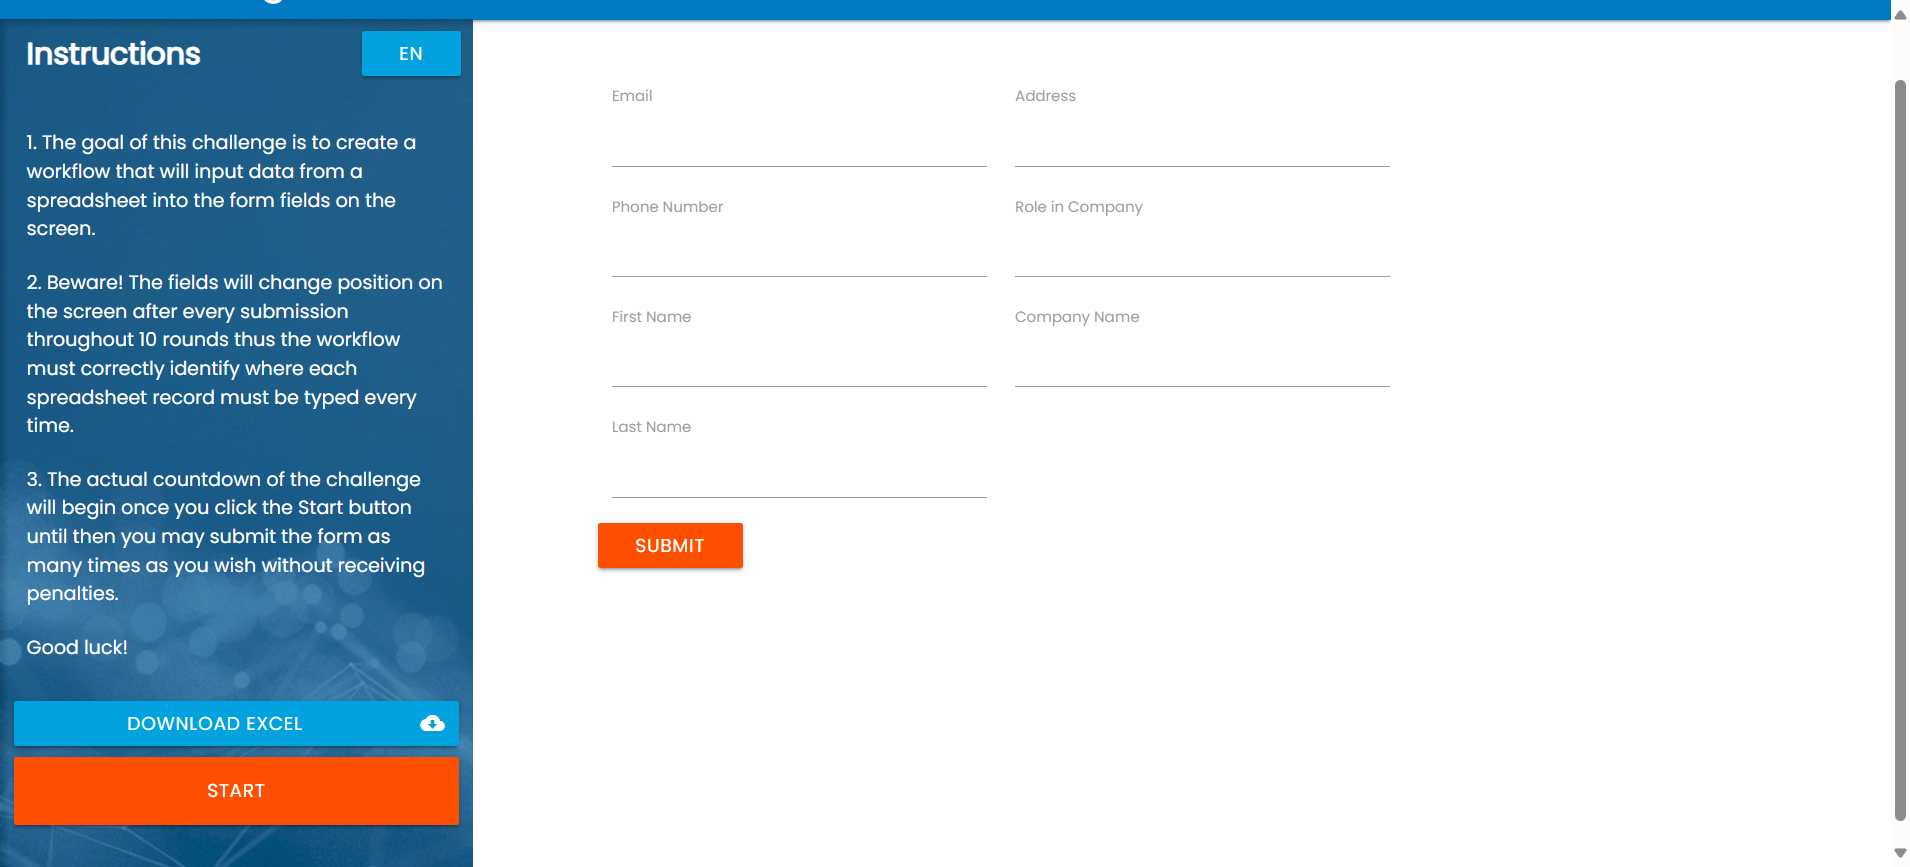 Instructions
EN
1. The goal of this challenge is to create a
workflow that will input data from a
spreadsheet into the form fields on the
screen.
2. Beware! The fields will change position on
the screen after every submission
throughout 10 rounds thus the workflow
must correctly identify where each
spreadsheet record must be typed every
time.
3. The actual countdown of the challenge
will begin once you click the Start button
until then you may submit the form as
many times as you wish without receiving
penalties.
Good luck!
DOWNLOAD EXCEL
START
Email
Address
Phone Number
Role in Company
First Name
Company Name
Last Name
SUBMIT